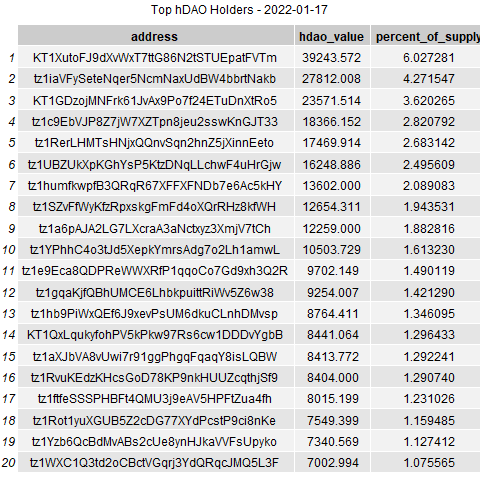 Top hDAO Holders - 2022-01-17
address hdao_value percent_of_supply
1 KT1XutoFJ9dXvWxT7ttG86N2tSTUEpatFVTm 39243.572 6.027281
2 tz1iaVFySeteNqer5NcmNaxUdBW4bbrtNakb 27812.008 4.271547
3 KT1GDzojMNFrk61JvAx9Po7f24ETuDnXtRo5 23571.514 3.620265
4 tz1c9EbVJP8Z7jW7XZTpn8jeu2sswKnGJT33 18366.152 2.820792
5 tz1RerLHMTsHNjxQQnvSqn2hnZ5jXinnEeto 17469.914 2.683142
6 tz1UBZUkXpKGhYsP5KtzDNqLLchwF4uHrGjw 16248.886 2.495609
7 tz1humfkwpfB3QRqR67XFFXFNDb7e6Ac5kHY 13602.000 2.089083
8 tz1SZvFfWyKfzRpxskgFmFd4oXQrRHz8kfWH 12654.311 1.943531
9 tz1a6pAJA2LG7LXcraA3aNctxyz3XmjV7tCh 12259.000 1.882816
10 tz1YPhhC4o3tJd5XepkYmrsAdg7o2Lh1amwL 10503.729 1.613230
11 tz1e9Eca8QDPReWWXRfP1qqoCo7Gd9xh3Q2R 9702.149 1.490119
12 tz1gqaKjfQBhUMCE6LhbkpuittRiWv5Z6w38 9254.007 1.421290
13 tz1hb9PiWxQEf6J9xevPsUM6dkuCLnhDMvsp 8764.411 1.346095
14 KT1QxLqukyfohPV5kPkw97Rs6cw1DDDvYgbB 8441.064 1.296433
15 tz1aXJbVA8vUwi7r91ggPhgqFqaqY8isLQBW 8413.772 1.292241
16 tz1RvuKEdzKHcsGoD78KP9nkHUUZcqthjSf9 8404.000 1.290740
17 tz1ftfeSSSPHBFt4QMU3j9eAV5HPFtZua4fh 8015.199 1.231026
18 tz1Rot1yuXGUB5Z2cDG77XYdPcstP9ci8nKe 7549.399 1.159485
19 tz1Yzb6QcBdMvABs2cUe8ynHJkaVVFsUpyko 7340.569 1.127412
20 tz1WXC1Q3td2oCBctVGqrj3YdQRqcJMQ5L3F 7002.994 1.075565